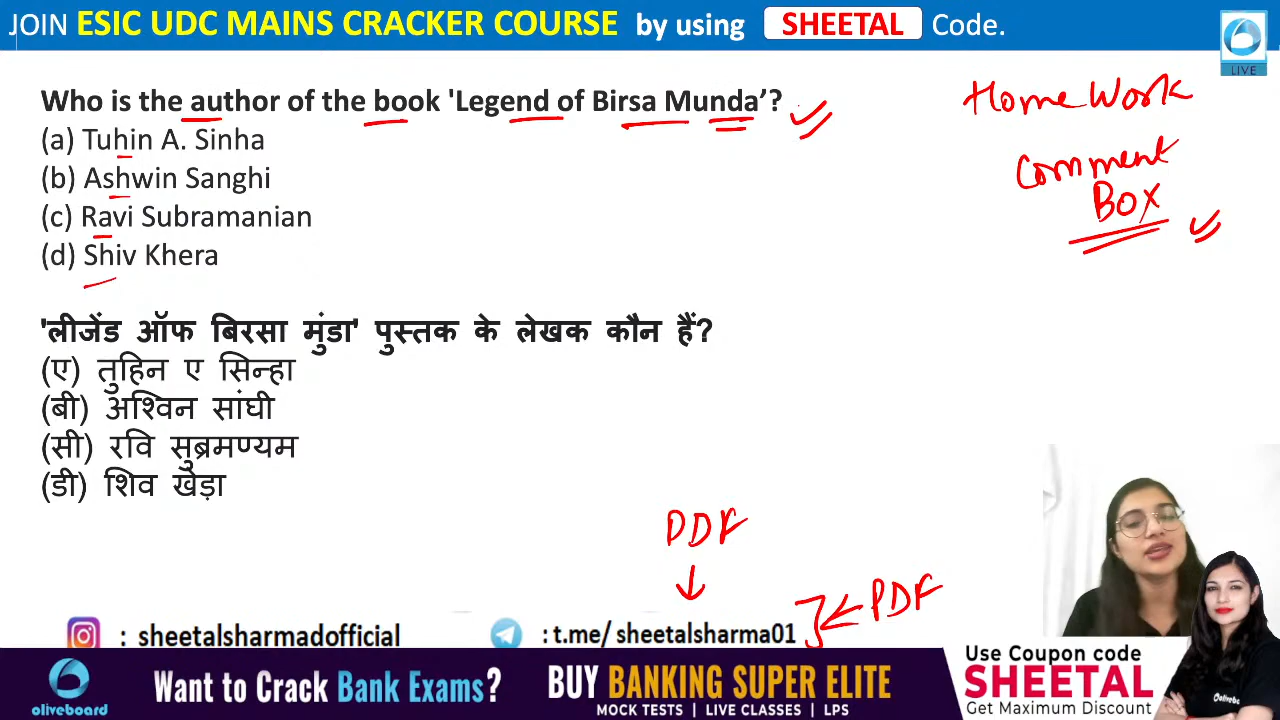 JOIN ESIC UDC MAINS CRACKER COURSE by using SHEETAL Code.
LIVE
Who is the author of the book 'Legend of Birsa Munda’?
(a) Tuhin A. Sinha
(b) Ashwin Sanghi
(c) Ravi Subramanian
(d) Shiv Khera
Home Work
Comment
Box
'लीजेंड ऑफ बिरसा मुंडा' पुस्तक के लेखक कौन हैं?
(ए) तुहिन ए सिन्हा
(बी) अश्विन सांघी
(सी) रवि सुब्रमण्यम
(डी) शिव खेड़ा
PDF
PDF
: sheetalsharmadofficial
: t.me/ sheetalsharma01
oliveboard
Want to Crack Bank Exams?
BUY BANKING SUPER ELITE
MOCK TESTS | LIVE CLASSES | LPS
Use Coupon code
SHEETAL
Get Maximum Discount